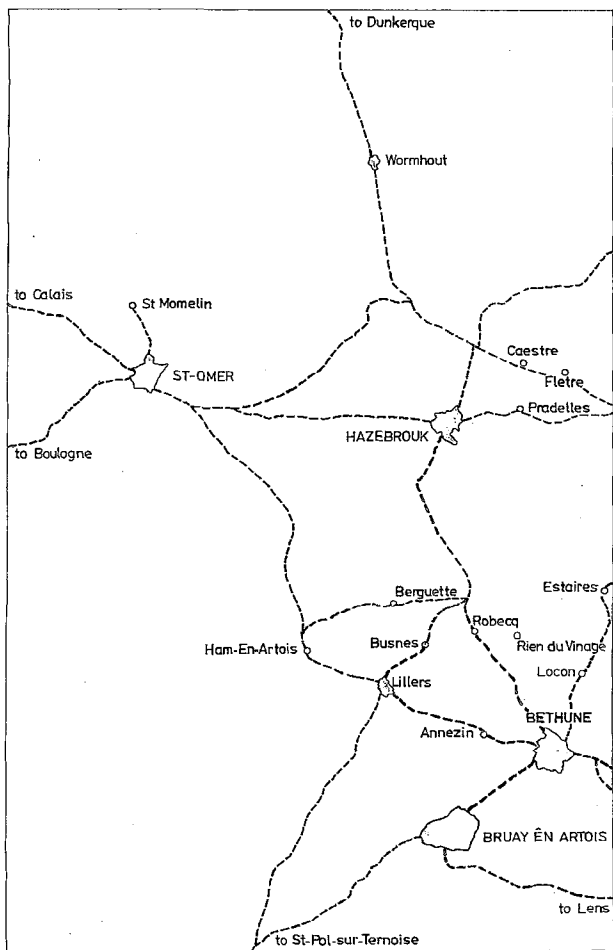 to Dunkerque
Wormhout
to Calais
St Momelin
ST-OMER
Caestre
Fletre
Pradelles
HAZEBROUK
to Boulogne
Berguette
Estaires
Robecq
Ham-En-Artois
Busnes
Rien du Vinage
Locon
Lillers
BETHUNE
Annezin
BRUAY ÊN ARTOIS
to Lens
to St-Pol-sur-Ternoise